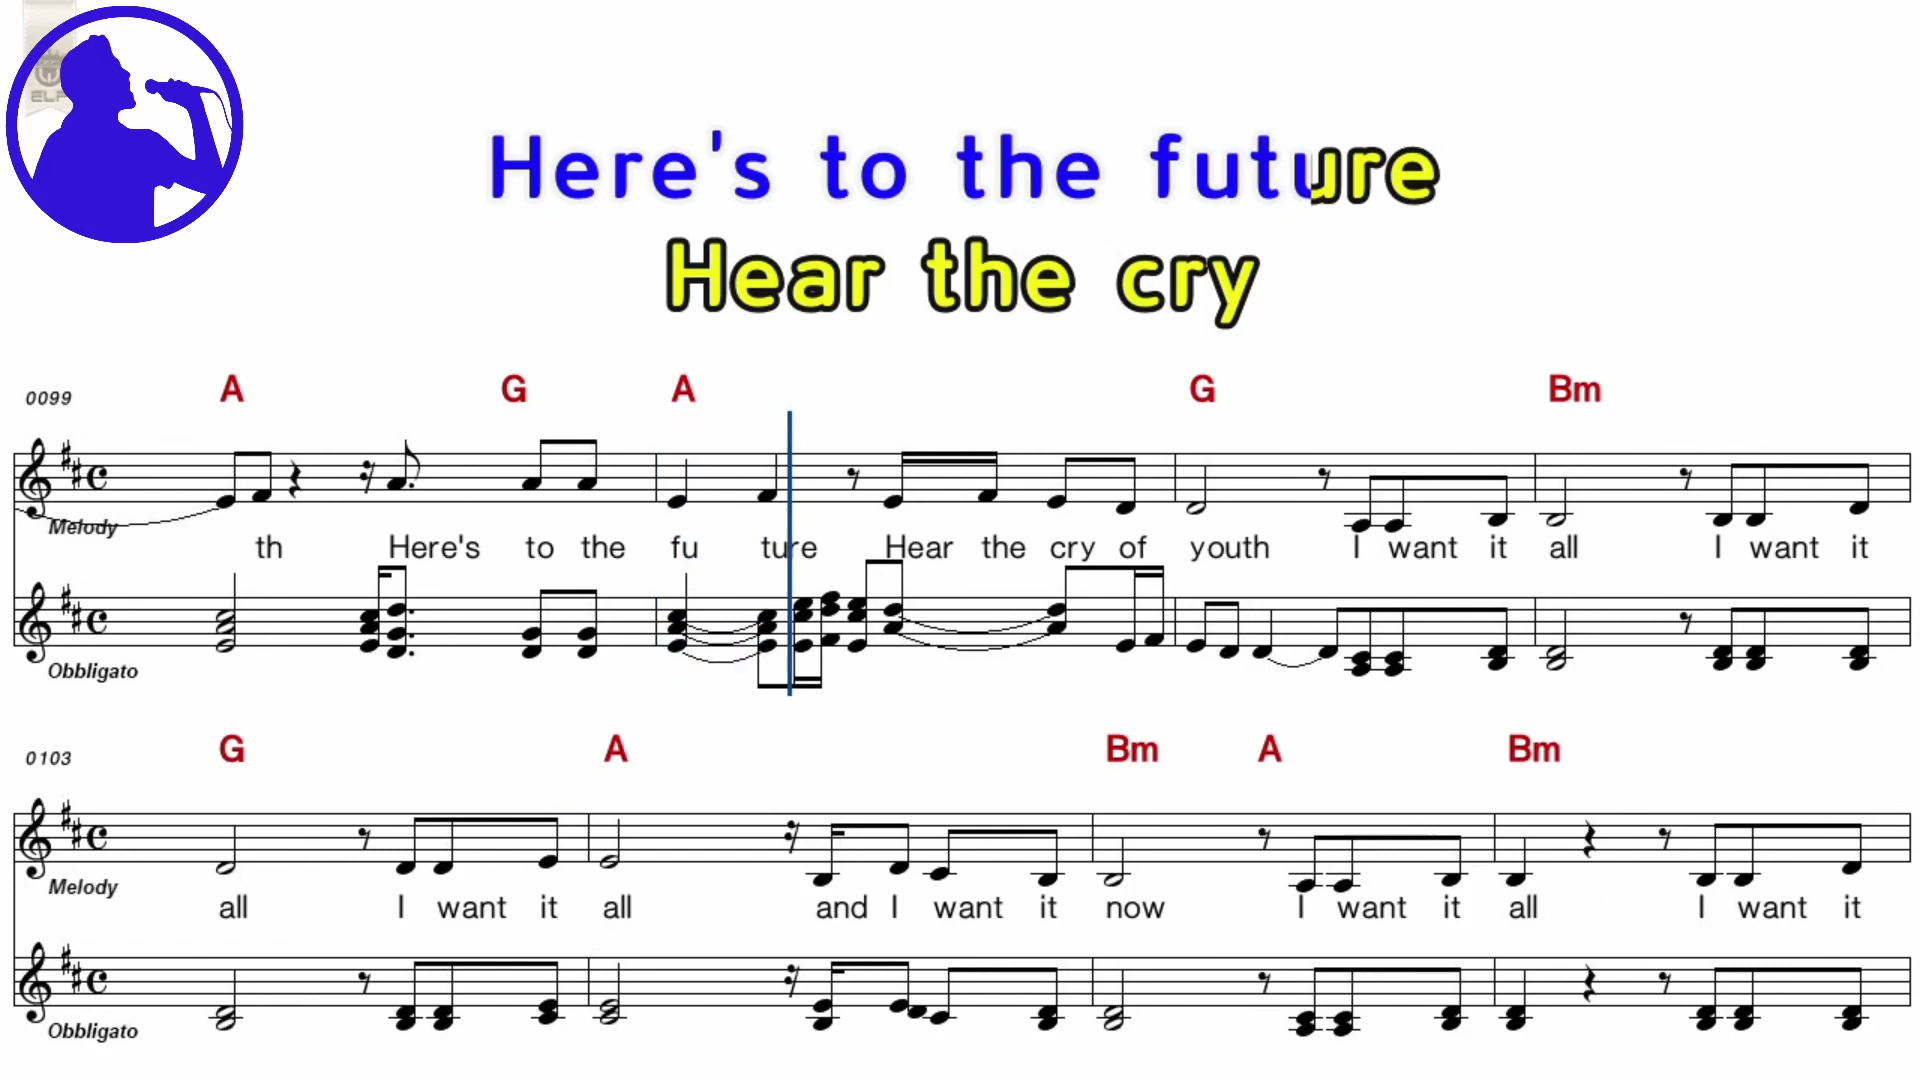 ELF
Here's to the future
Hear the cry
A G A G Bm
0099
Melody
th Here's to the fu ture Hear the cry of youth I want it all I want it
Obbligato
G A Bm A Bm
0103
Melody
all I want it all and I want it now I want it all I want it
Obbligato